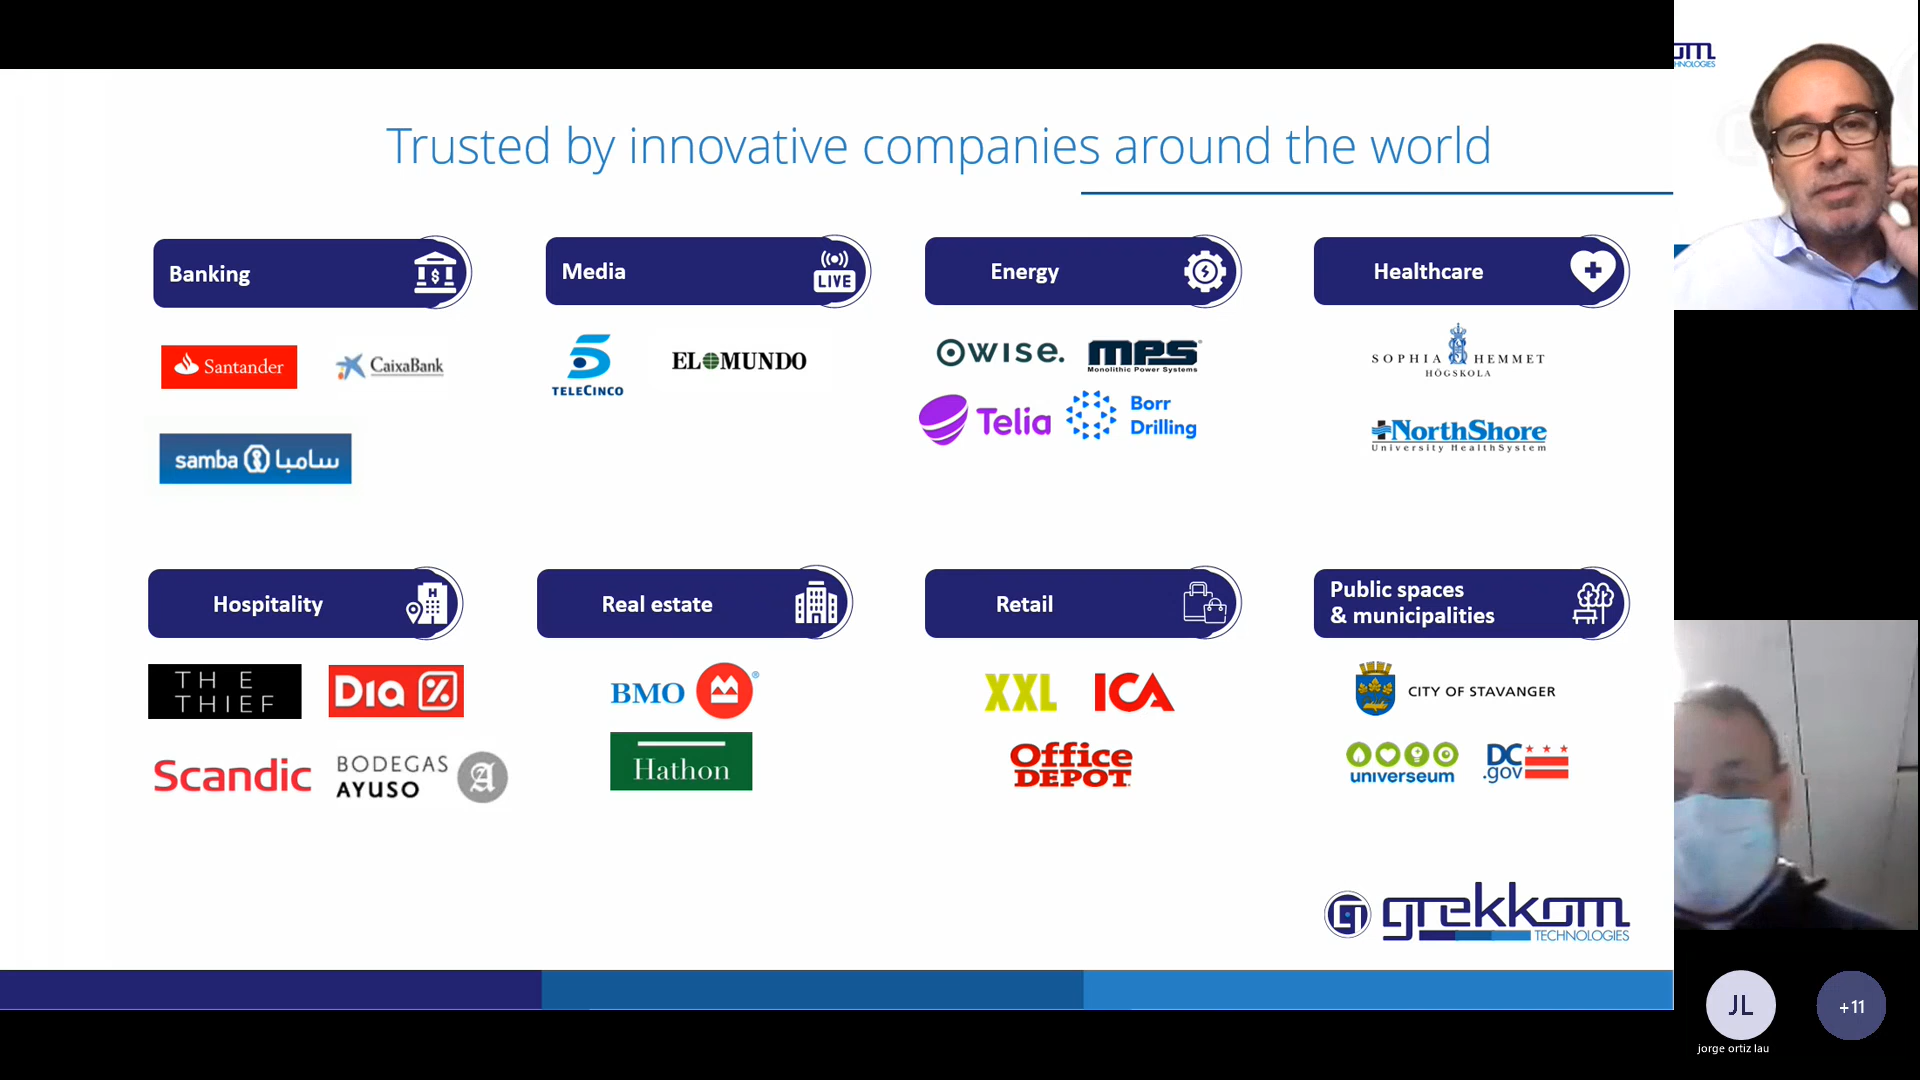 Trusted by innovative companies around the world
Banking
Santander
CaixaBank
samba سامبا
Media
LIVE
5
TELECINCO
EL MUNDO
Energy
wise.
MPS
Monolithic Power Systems
Telia
Borr
Drilling
Healthcare
SOPHIA HEMMET
HÖGSKOLA
NorthShore
University HealthSystem
Hospitality
H
THE
THIEF
Dia %
Scandic
BODEGAS
AYUSO
A
Real estate
BMO
Hathon
Retail
XXL
ICA
Office
DEPOT
Public spaces
& municipalities
CITY OF STAVANGER
universeum
DC
.gov
grekkom
TECHNOLOGIES
JL
jorge ortiz lau
+11